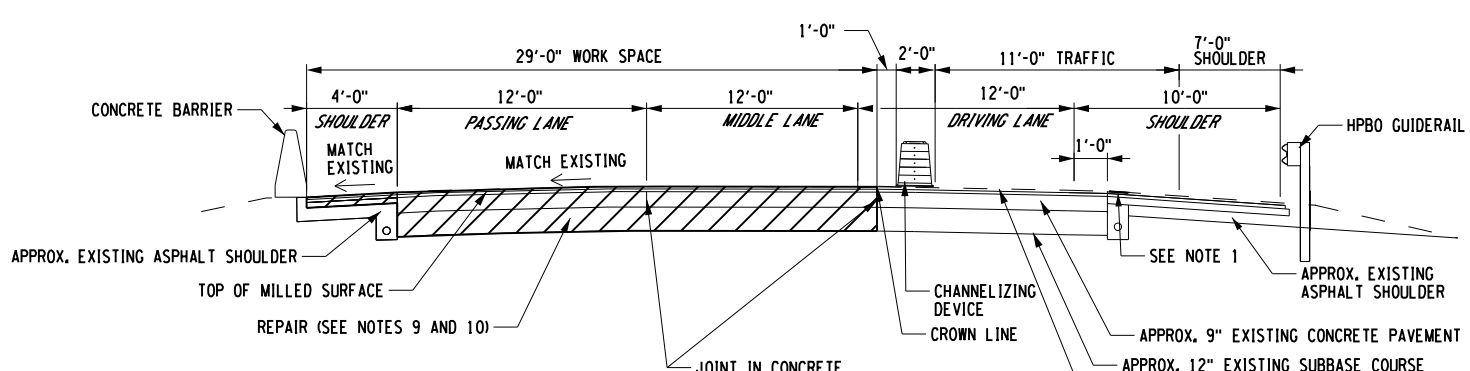 1'-0"
7'-0"
SHOULDER
29'-0" WORK SPACE
2'-0"
11'-0" TRAFFIC
CONCRETE BARRIER
4'-0"
12'-0"
12'-0"
12'-0"
10'-0"
SHOULDER
PASSING LANE
MIDDLE LANE
DRIVING LANE
SHOULDER
HPBO GUIDERAIL
MATCH
EXISTING
MATCH EXISTING
1'-0"
APPROX. EXISTING ASPHALT SHOULDER
SEE NOTE 1
TOP OF MILLED SURFACE
CHANNELIZING
DEVICE
APPROX. EXISTING
ASPHALT SHOULDER
REPAIR (SEE NOTES 9 AND 10)
CROWN LINE
APPROX. 9" EXISTING CONCRETE PAVEMENT
JOINT IN CONCRETE
APPROX. 12" EXISTING SUBBASE COURSE